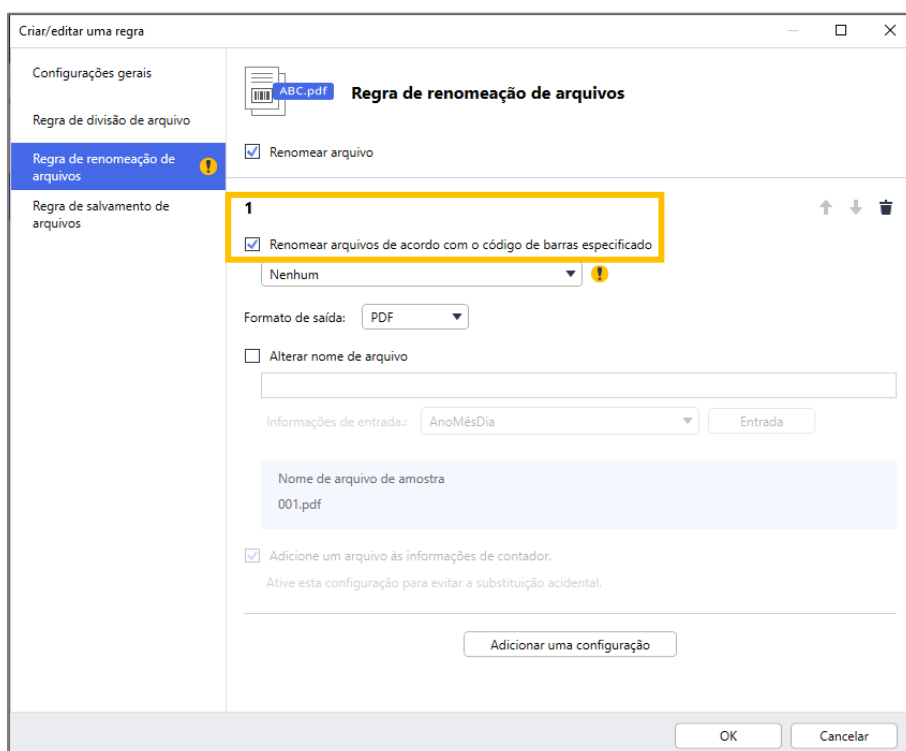 Criar/editar uma regra
Configurações gerais
Regra de divisão de arquivo
Regra de renomeação de
arquivos
Regra de salvamento de
arquivos
ABC.pdf
Regra de renomeação de arquivos
Renomear arquivo
1
Renomear arquivos de acordo com o código de barras especificado
Nenhum
Formato de saída:
PDF
Alterar nome de arquivo
Informações de entrada.:
AnoMêsDia
Entrada
Nome de arquivo de amostra
001.pdf
Adicione um arquivo às informações de contador.
Ative esta configuração para evitar a substituição acidental.
Adicionar uma configuração
OK
Cancelar